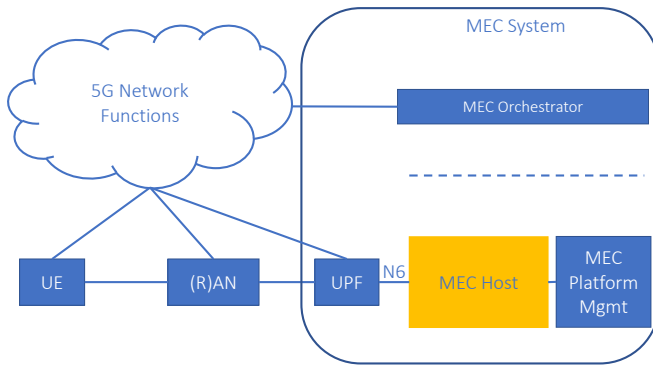 MEC System
5G Network
Functions
MEC Orchestrator
UE
(R)AN
UPF
N6
MEC Host
MEC
Platform
Mgmt